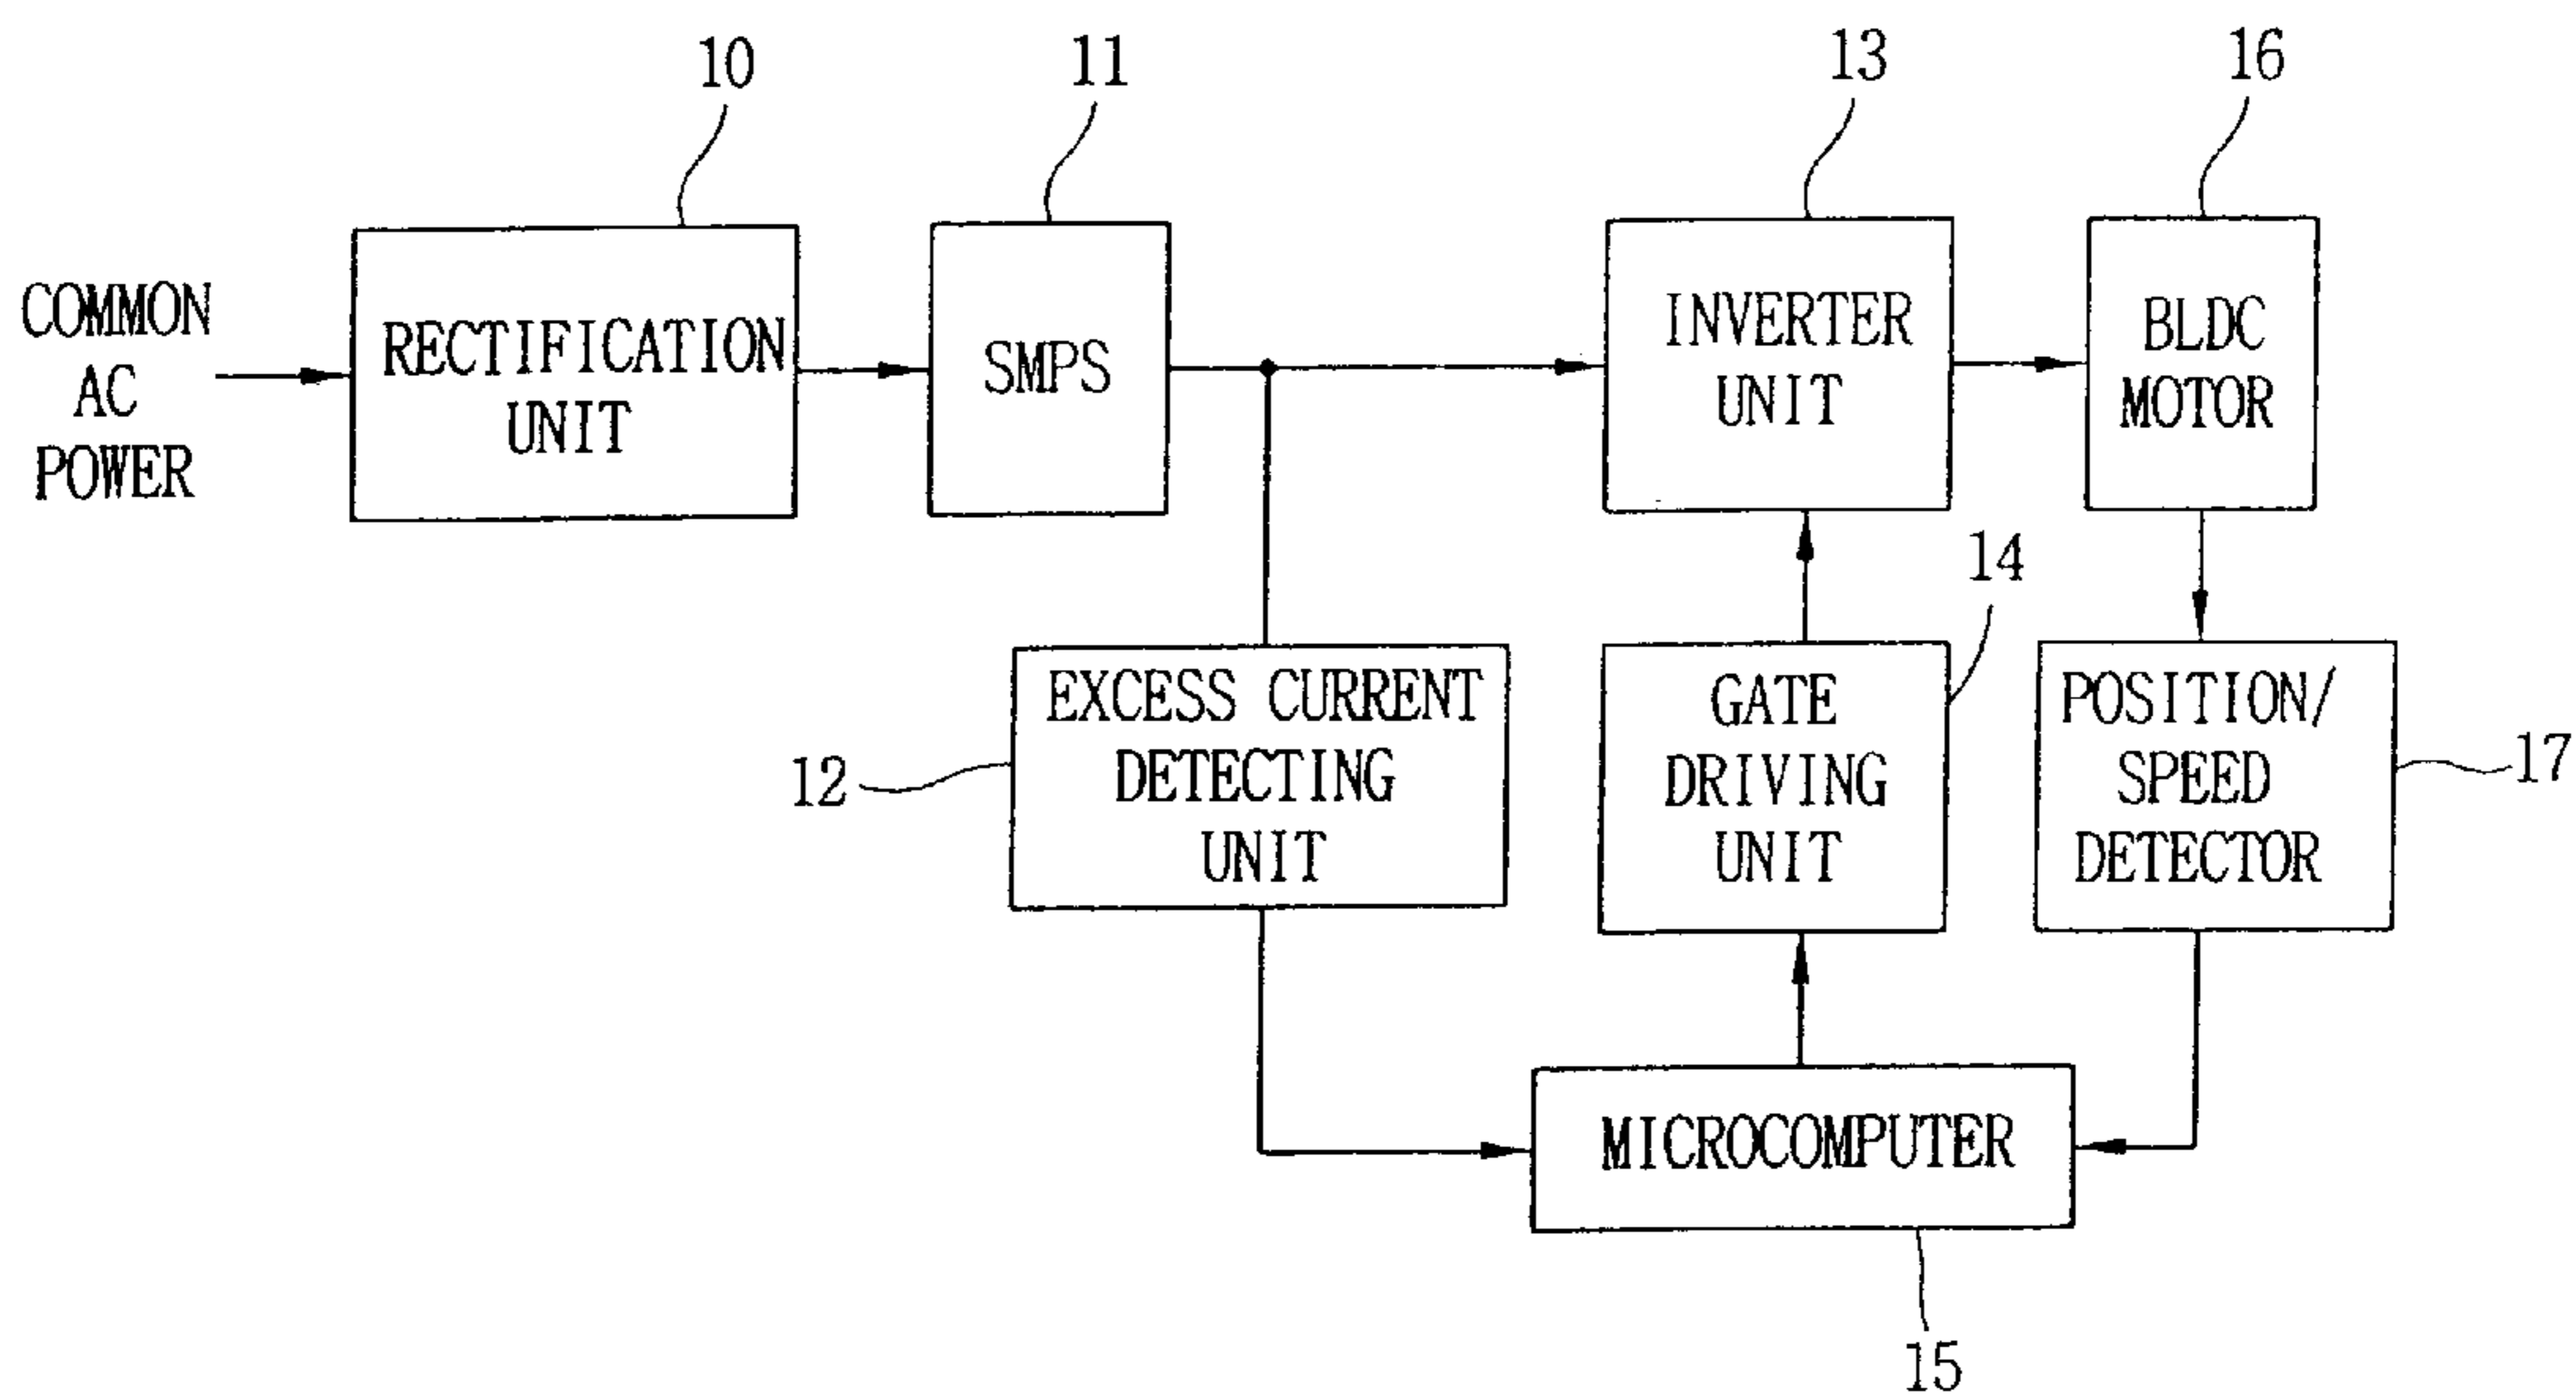 10
11
13
16
COMMON
AC
POWER
RECTIFICATION
UNIT
SMPS
INVERTER
UNIT
BLDC
MOTOR
14
12
EXCESS CURRENT
DETECTING
UNIT
GATE
DRIVING
UNIT
POSITION/
SPEED
DETECTOR
17
MICROCOMPUTER
15